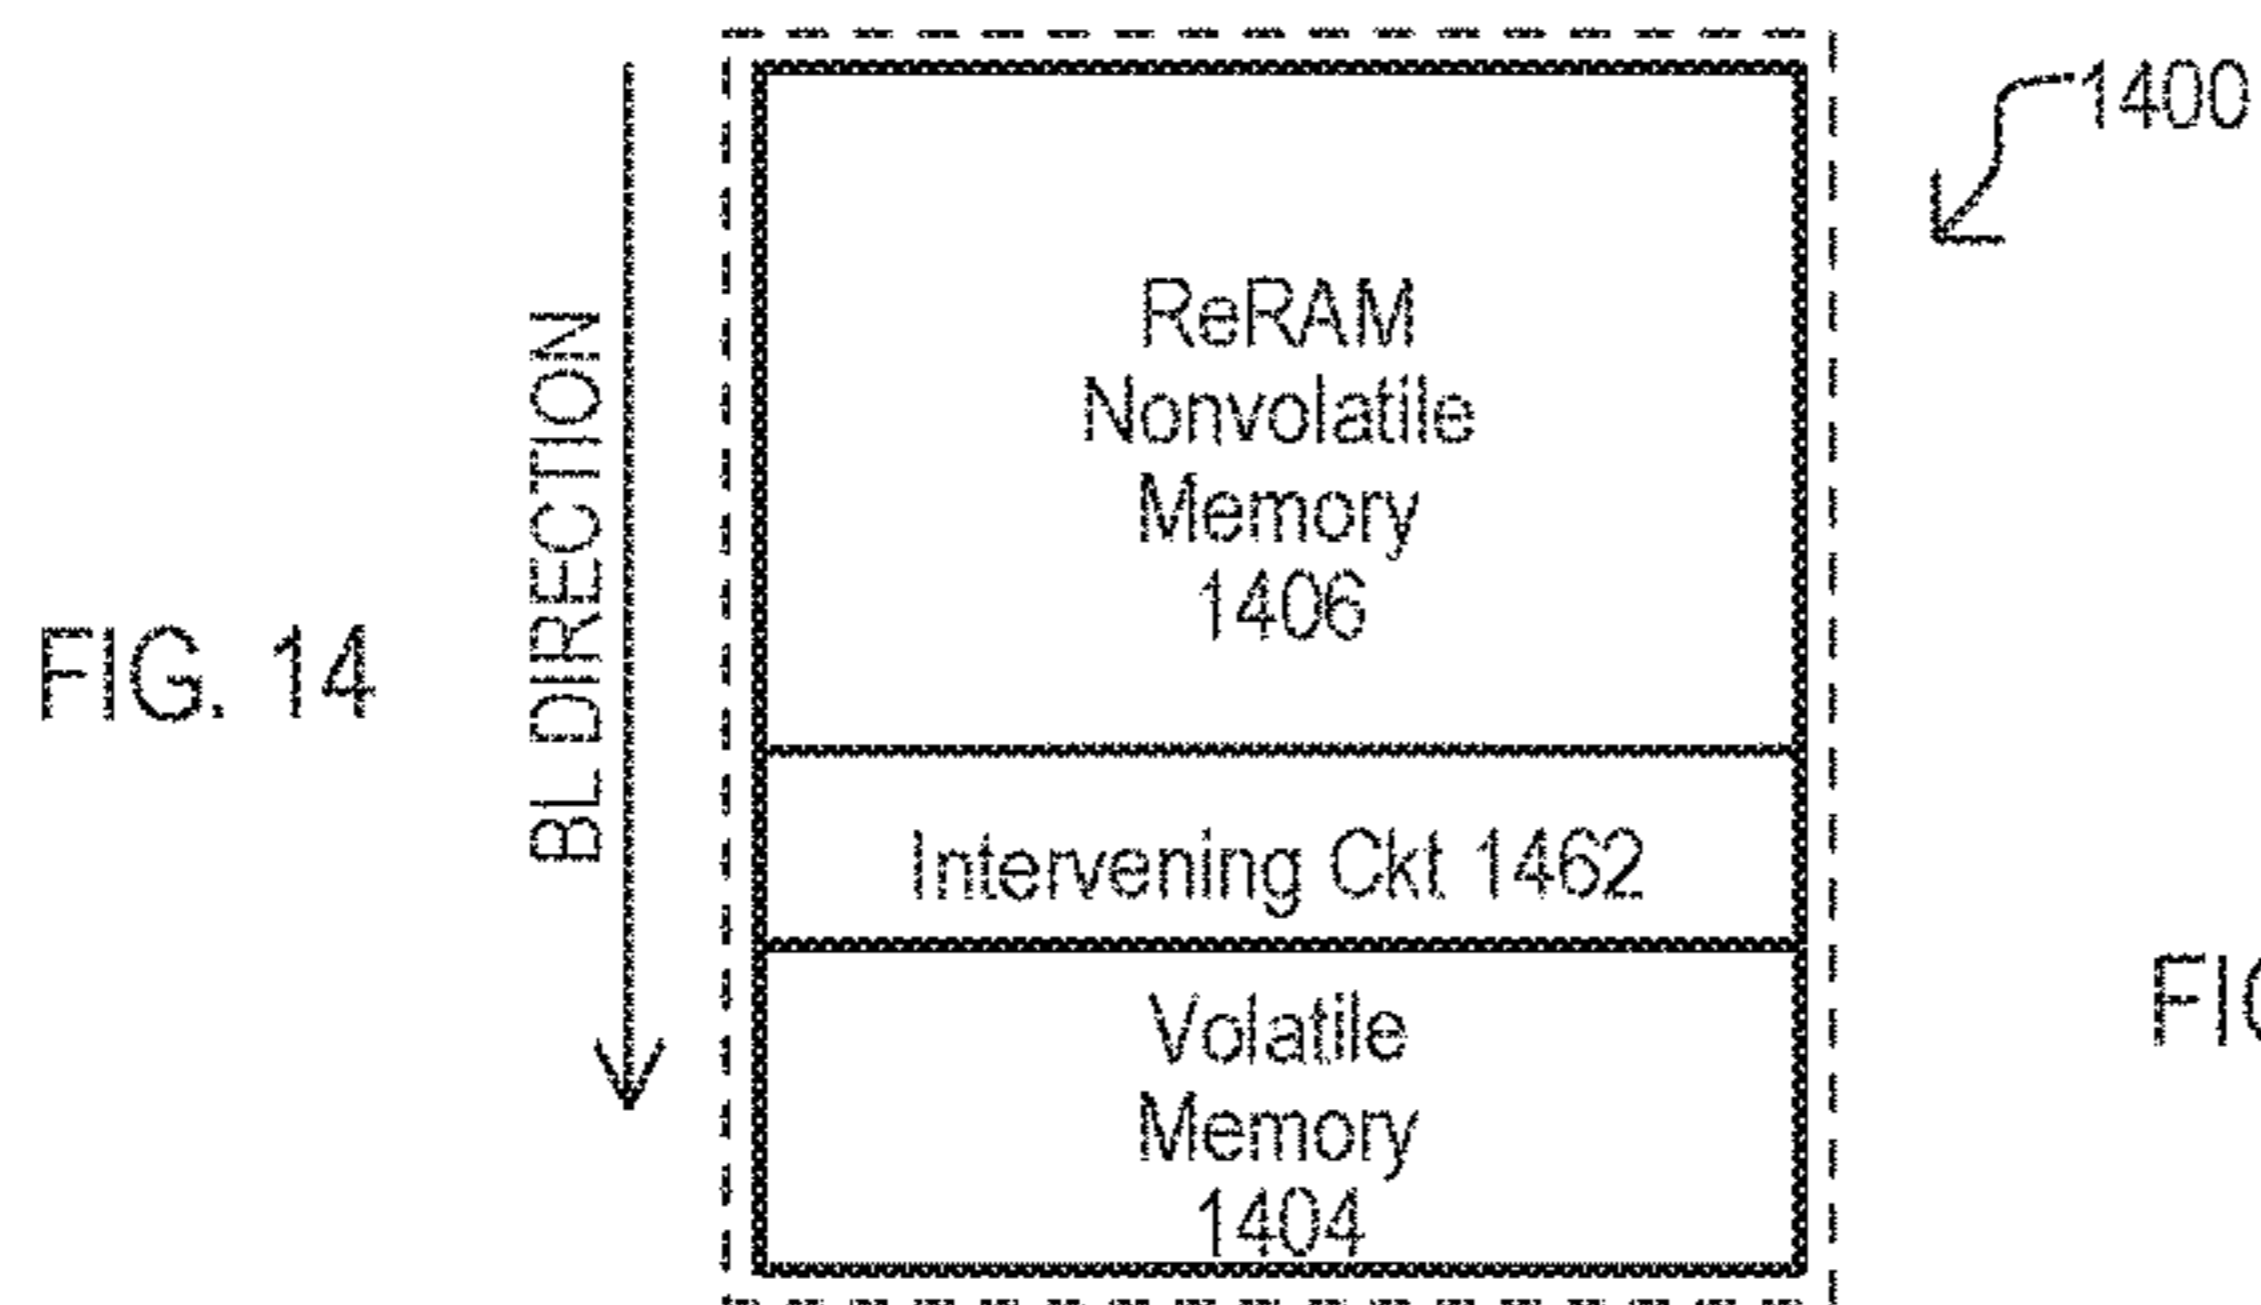 1400
ReRAM
Nonvolatile
Memory
1406
BL DIRECTION
FIG. 14
Intervening Ckt 1462
Volatile
Memory
1404